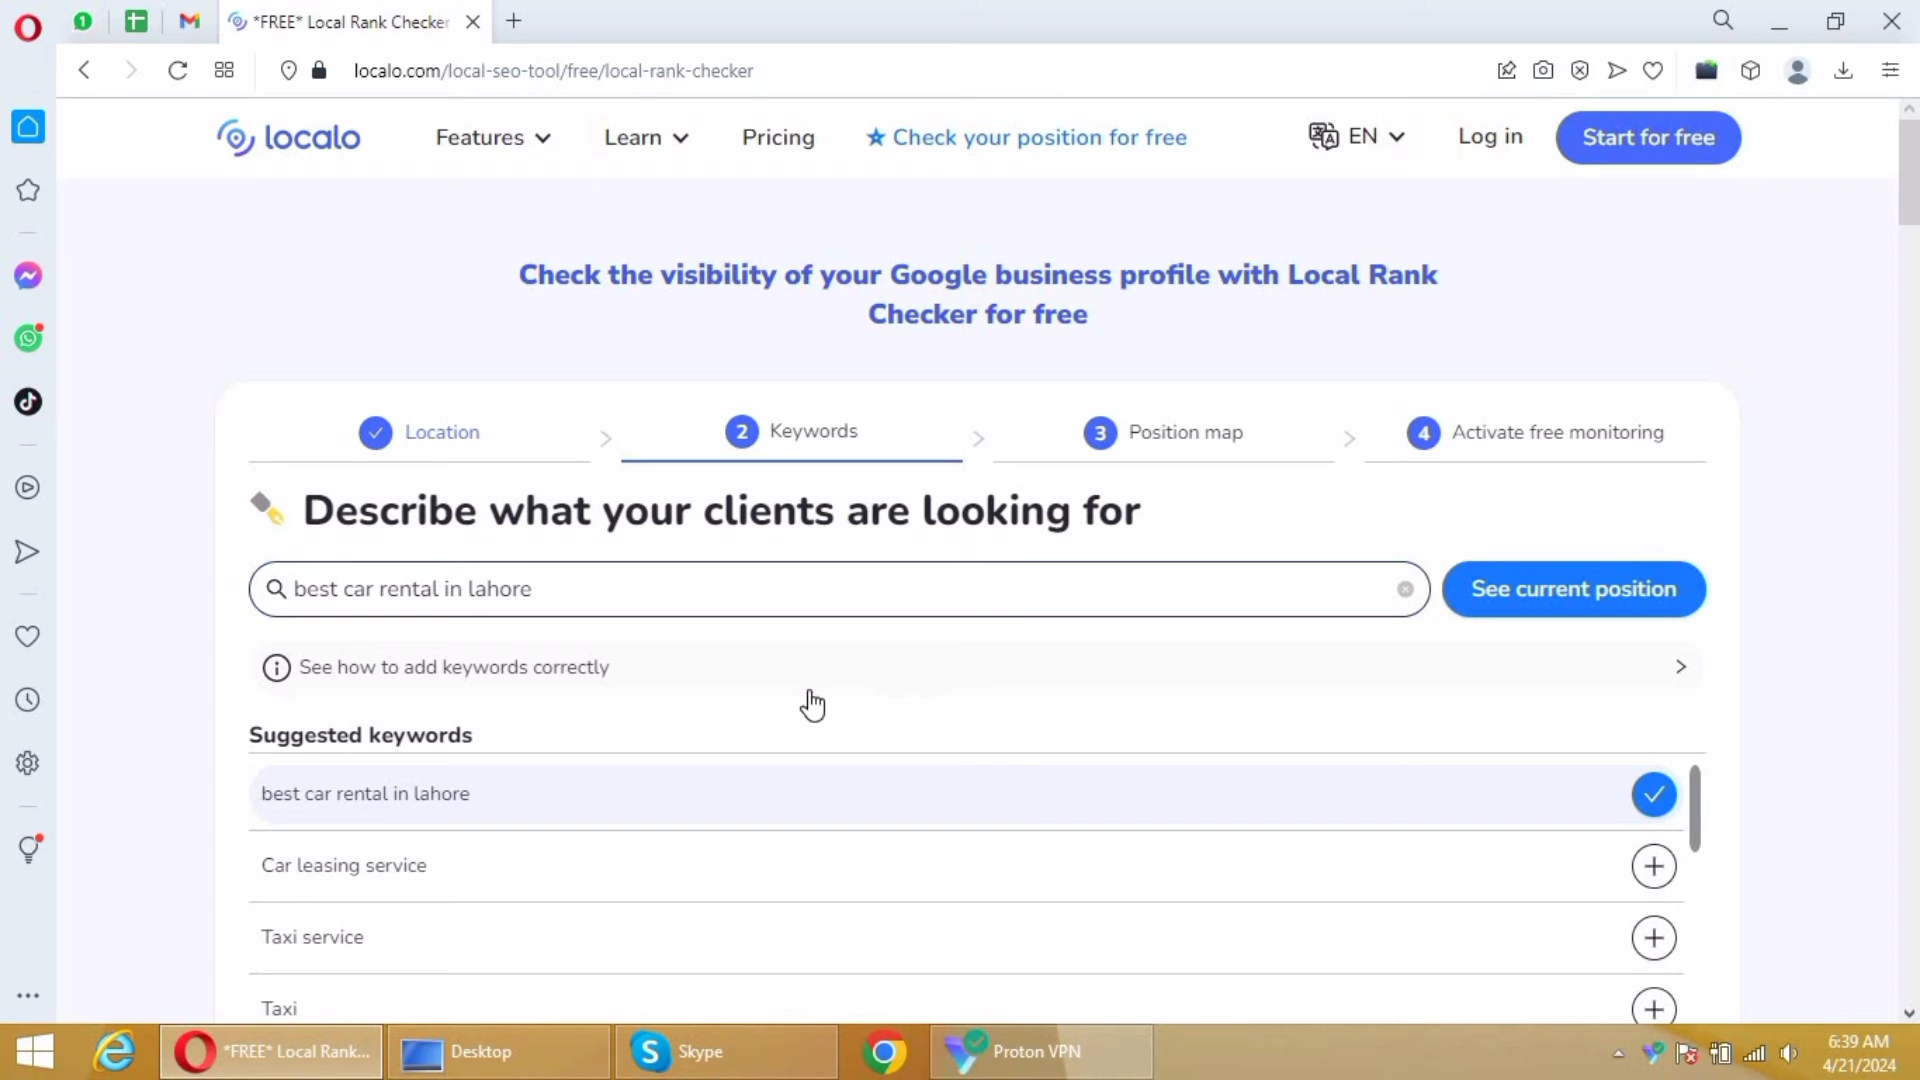 1
*FREE* Local Rank Checker
localo.com/local-seo-tool/free/local-rank-checker
localo
Features
Learn
Pricing
Check your position for free
EN
Log in
Start for free
Check the visibility of your Google business profile with Local Rank
Checker for free
Location
2 Keywords
3 Position map
4 Activate free monitoring
Describe what your clients are looking for
best car rental in lahore
See current position
See how to add keywords correctly
Suggested keywords
best car rental in lahore
Car leasing service
Taxi service
Taxi
*FREE* Local Rank...
Desktop
Skype
Proton VPN
6:39 AM
4/21/2024